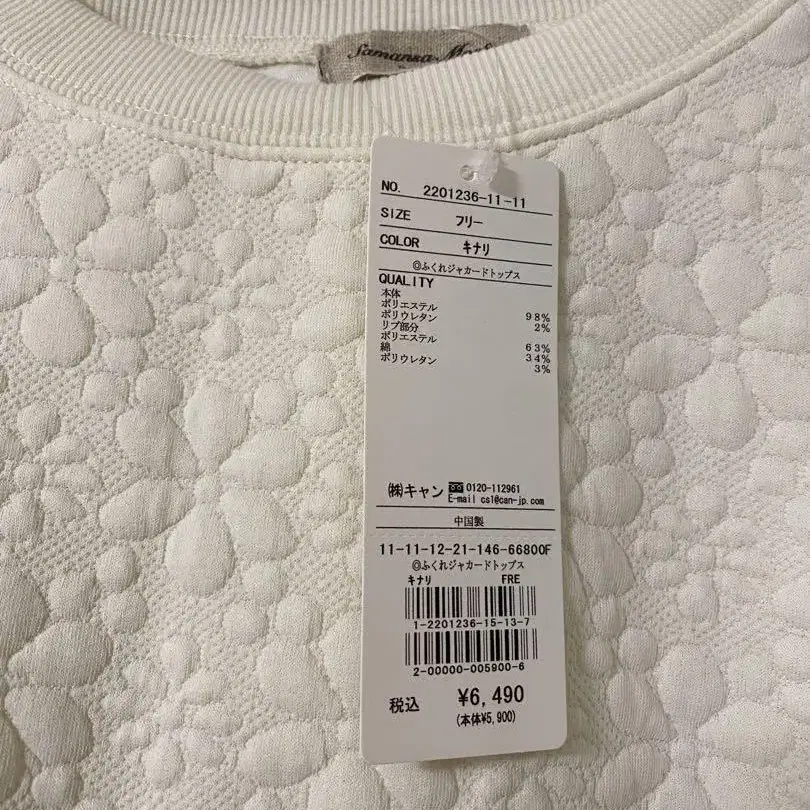 Samansa Mos
NO. 2201236-11-11
SIZE フリー
COLOR キナリ
◎ふくれジャカードトップス
QUALITY
本体
ポリエステル
ポリウレタン 98%
リブ部分 2%
ポリエステル
綿 63%
ポリウレタン 34%
3%
㈱キャン 0120-112961
E-mail cs1@can-jp.com
中国製
11-11-12-21-146-66800F
◎ふくれジャカードトップス
キナリ FRE
1-2201236-15-13-7
2-00000-005900-6
税込 ¥6,490
(本体¥5,900)